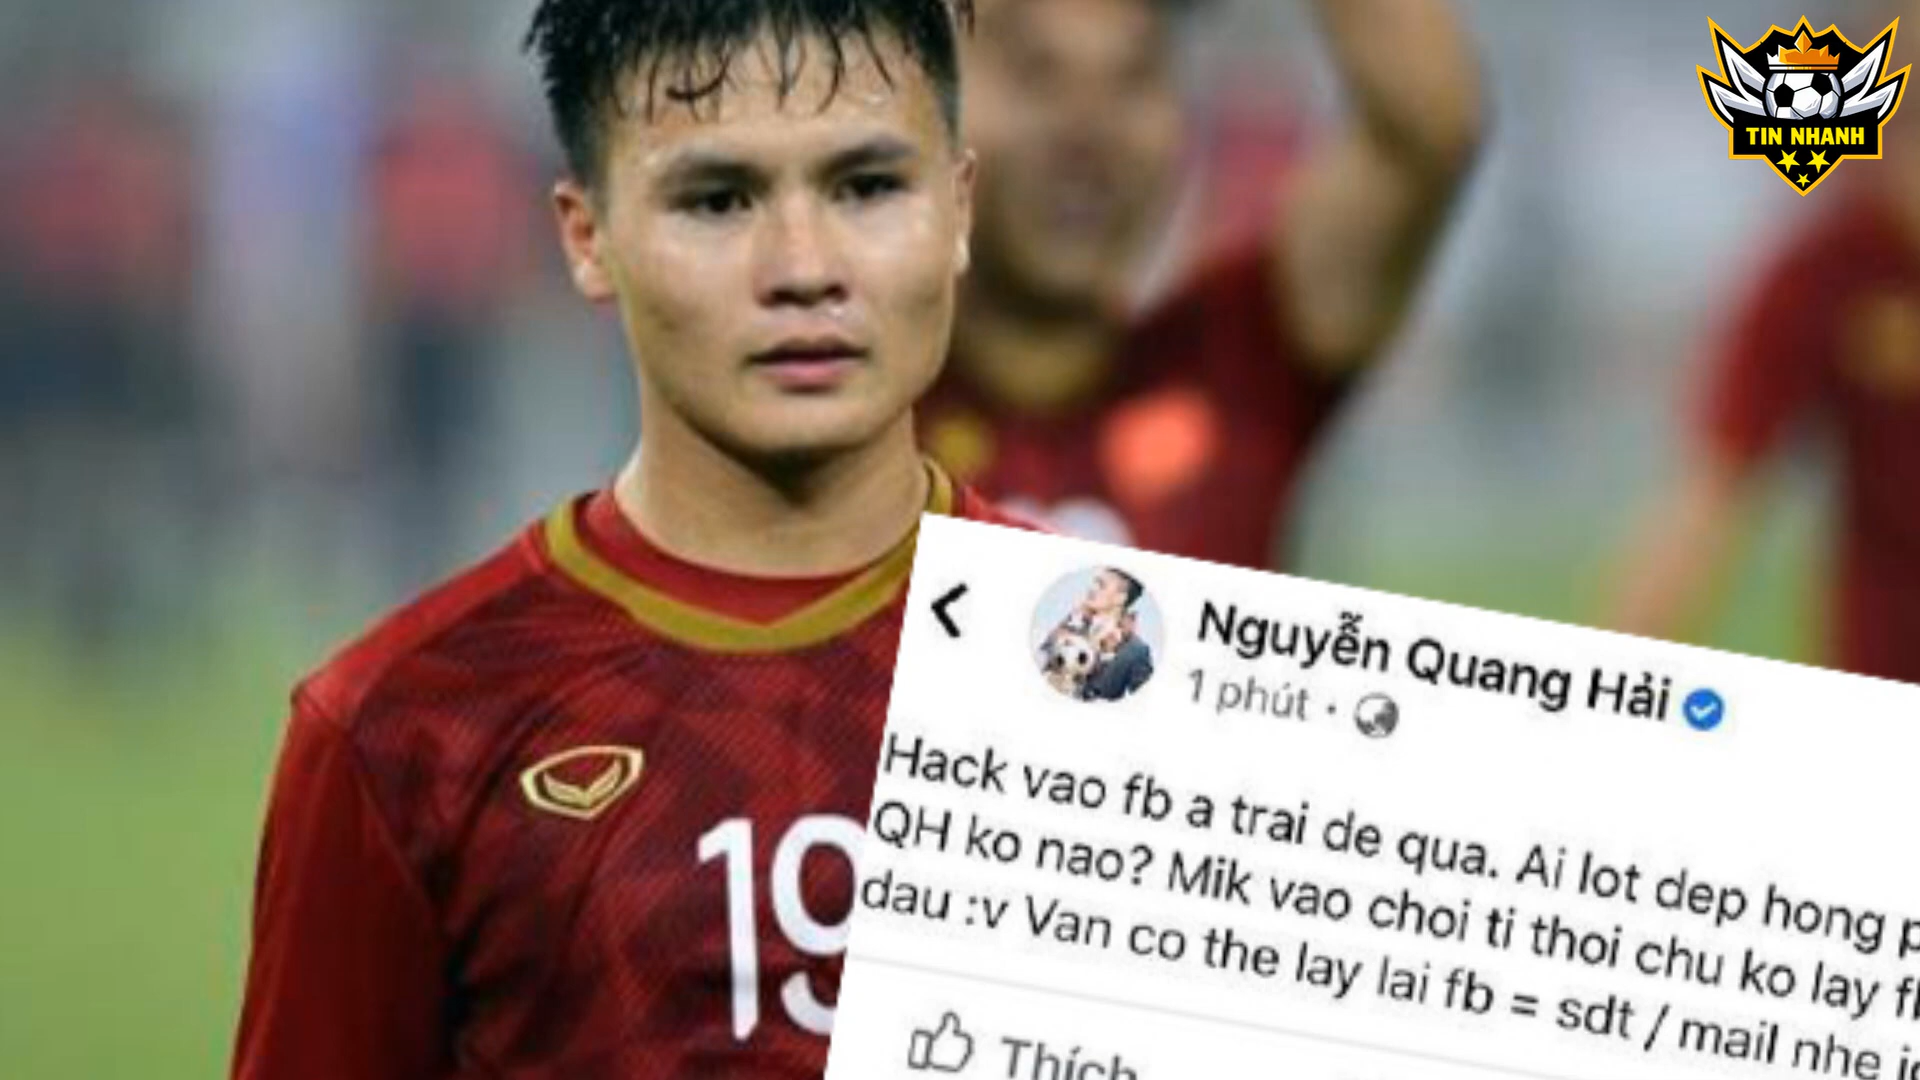 TIN NHANH
19
Nguyễn Quang Hải
1 phút
Hack vao fb a trai de qua. Ai lot dep hong
QH ko nao? Mik vao choi ti thoi chu ko lay
dau :v Van co the lay lai fb = sdt / mail nhe
Thích